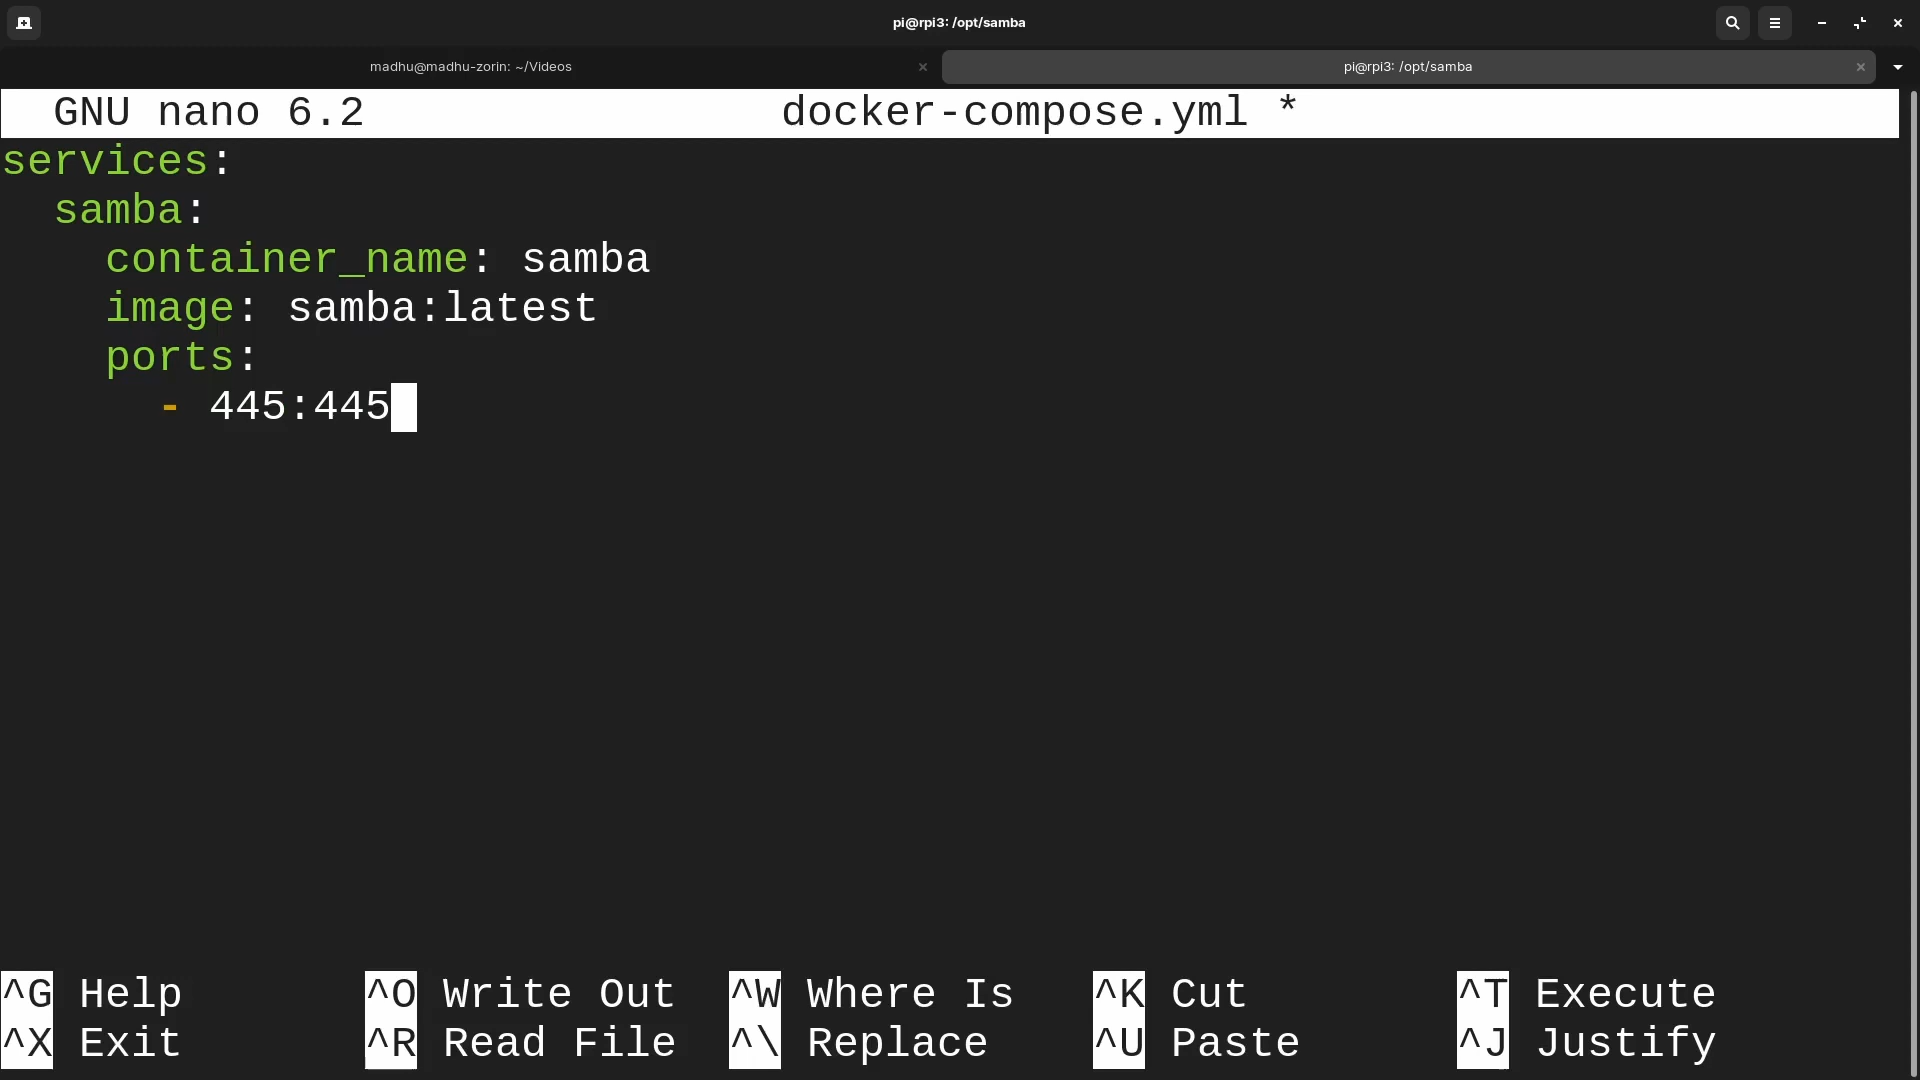 pi@rpi3: /opt/samba
madhu@madhu-zorin: ~/Videos
pi@rpi3: /opt/samba
GNU nano 6.2 docker-compose.yml *
services:
samba:
container_name: samba
image: samba:latest
ports:
- 445:445
^G Help ^O Write Out ^W Where Is ^K Cut ^T Execute
^X Exit ^R Read File ^\ Replace ^U Paste ^J Justify